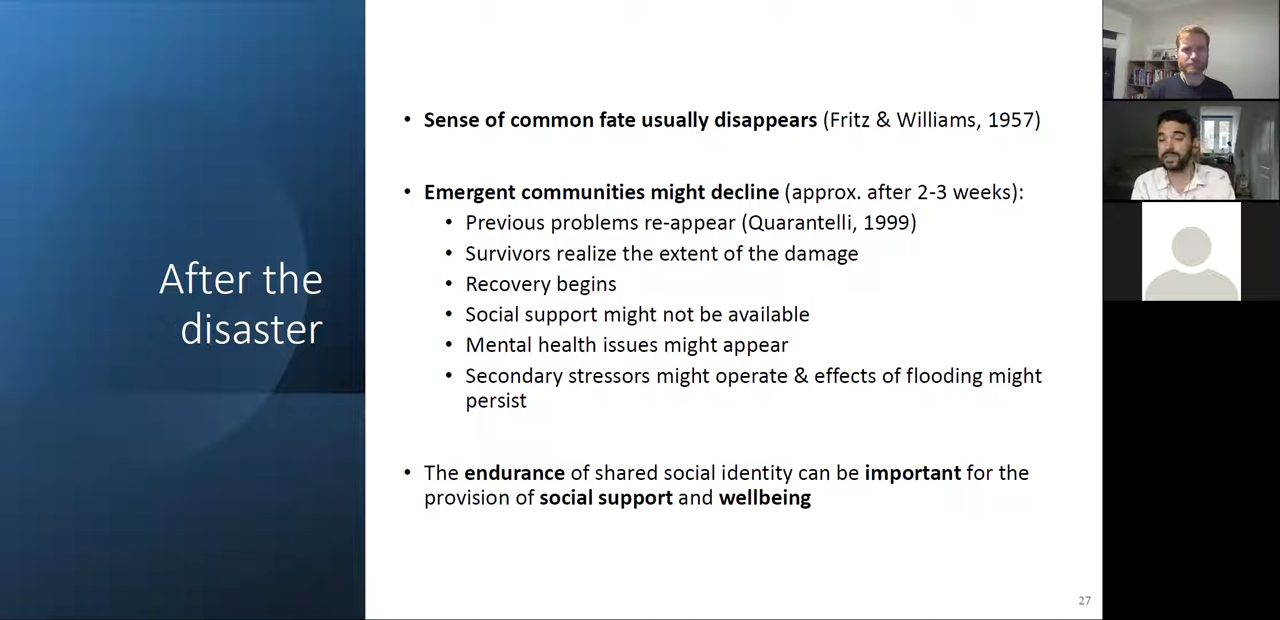 After the
disaster
• Sense of common fate usually disappears (Fritz & Williams, 1957)
• Emergent communities might decline (approx. after 2-3 weeks):
• Previous problems re-appear (Quarantelli, 1999)
• Survivors realize the extent of the damage
• Recovery begins
• Social support might not be available
• Mental health issues might appear
• Secondary stressors might operate & effects of flooding might
persist
• The endurance of shared social identity can be important for the
provision of social support and wellbeing
27